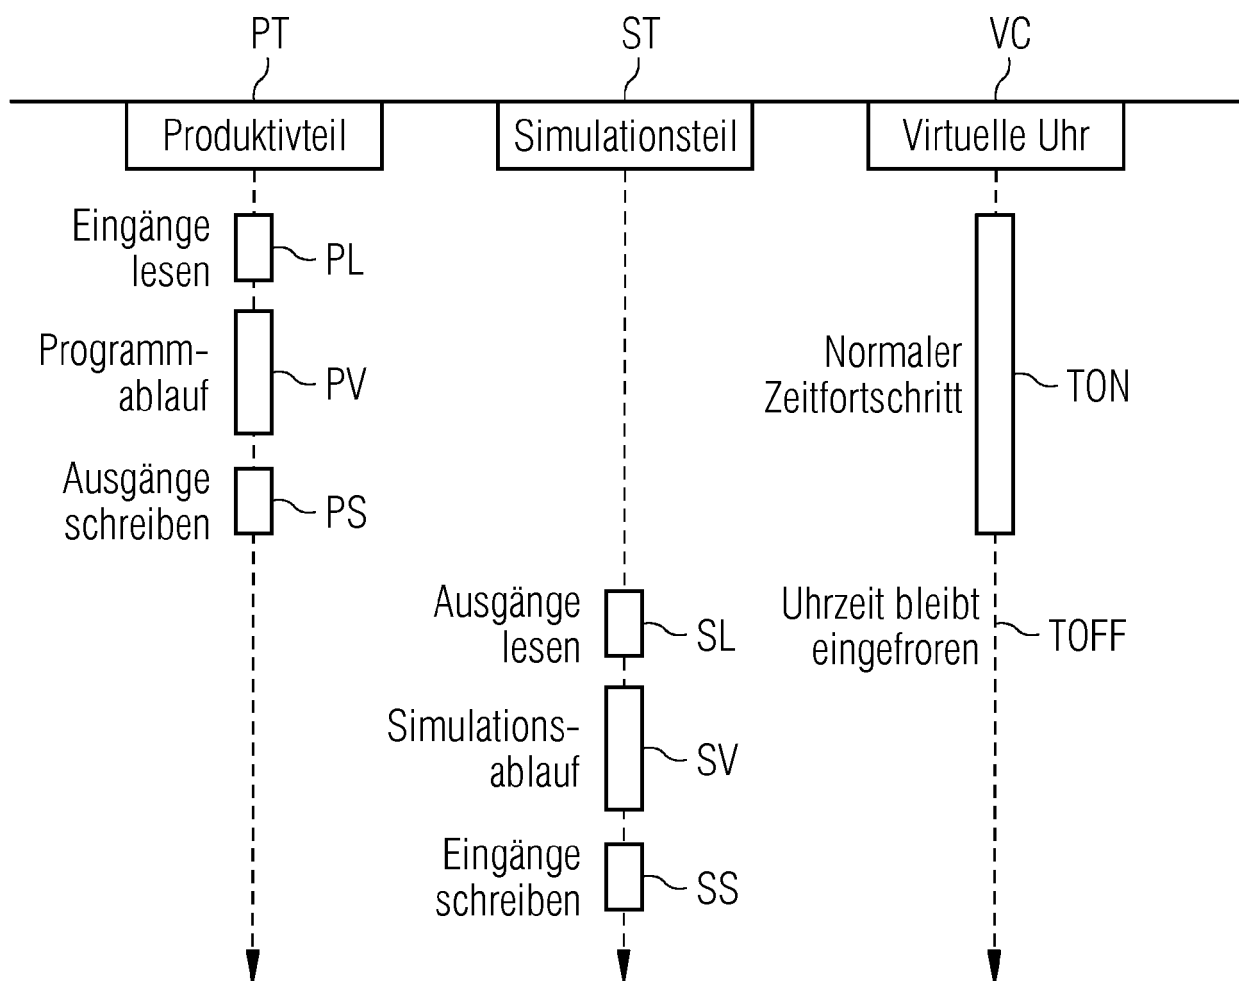 PT
ST
VC
Produktivteil
Simulationsteil
Virtuelle Uhr
Eingänge
lesen
PL
Programm-
ablauf
PV
Ausgänge
schreiben
PS
Normaler
Zeitfortschritt
TON
Ausgänge
lesen
SL
Uhrzeit bleibt
eingefroren
TOFF
Simulations-
ablauf
SV
Eingänge
schreiben
SS